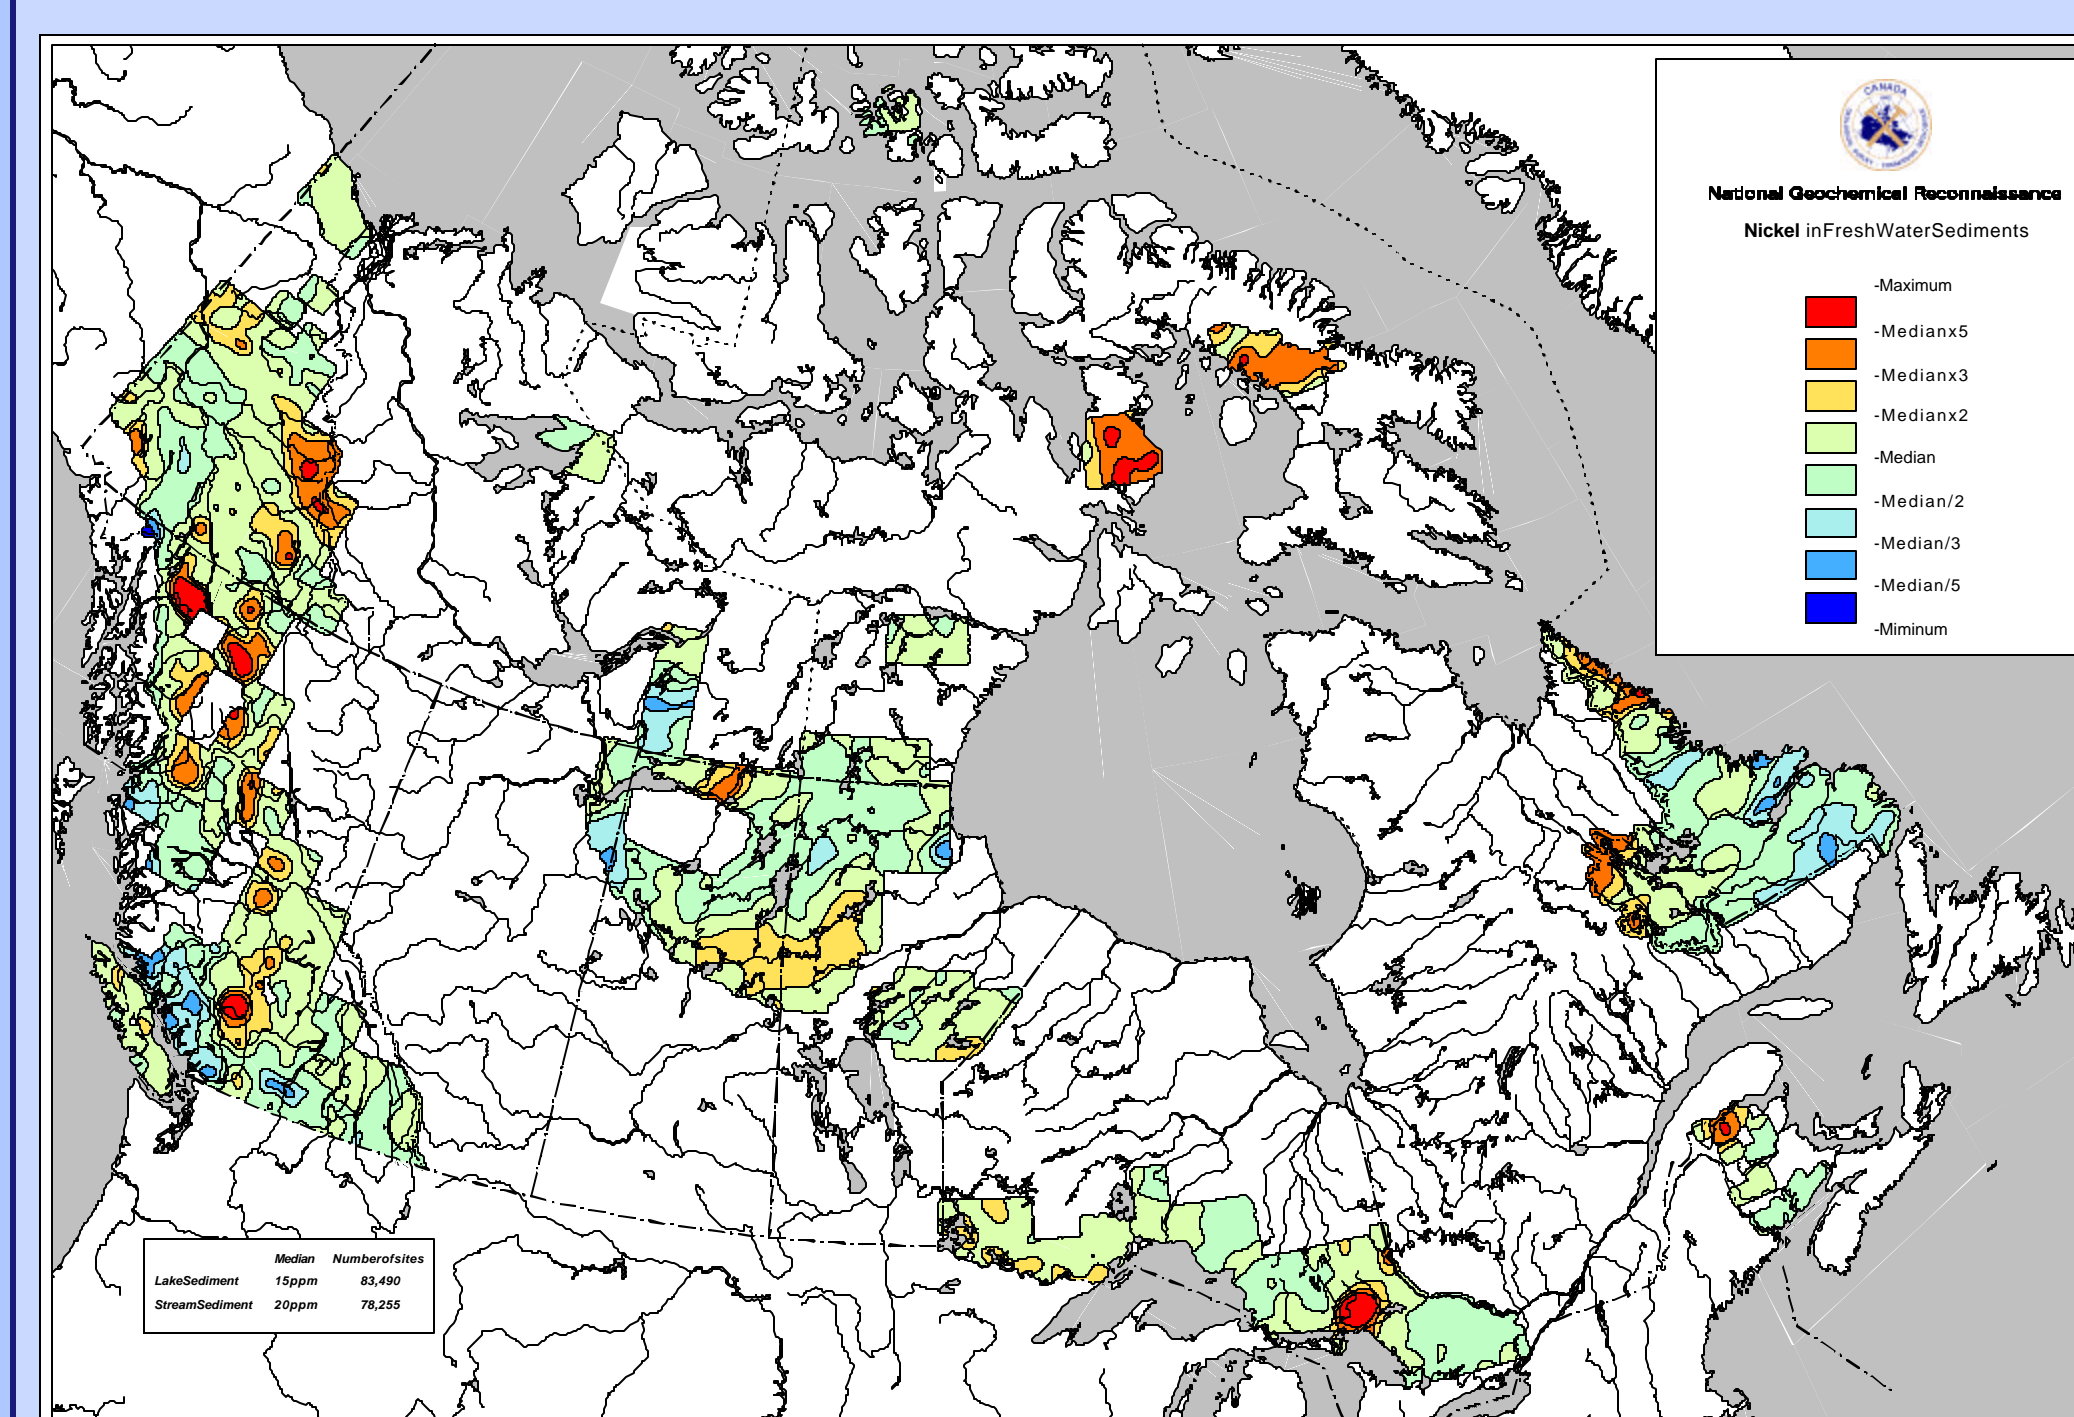 CANADA
National Geochemical Reconnaissance
Nickel inFreshWaterSediments
-Maximum
-Medianx5
-Medianx3
-Medianx2
-Median
-Median/2
-Median/3
-Median/5
-Miminum
Median Numberofsites
LakeSediment 15ppm 83,490
StreamSediment 20ppm 78,255